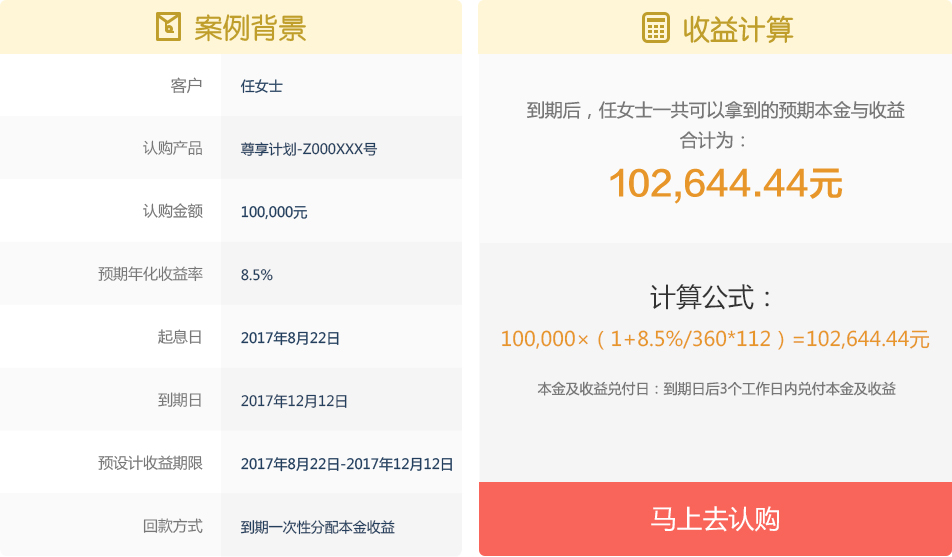 案例背景
客户 任女士
认购产品 尊享计划-Z000XXX号
认购金额 100,000元
预期年化收益率 8.5%
起息日 2017年8月22日
到期日 2017年12月12日
预设计收益期限 2017年8月22日-2017年12月12日
回款方式 到期一次性分配本金收益
收益计算
到期后，任女士一共可以拿到的预期本金与收益
合计为：
102,644.44元
计算公式：
100,000×（1+8.5%/360*112）=102,644.44元
本金及收益兑付日：到期日后3个工作日内兑付本金及收益
马上去认购